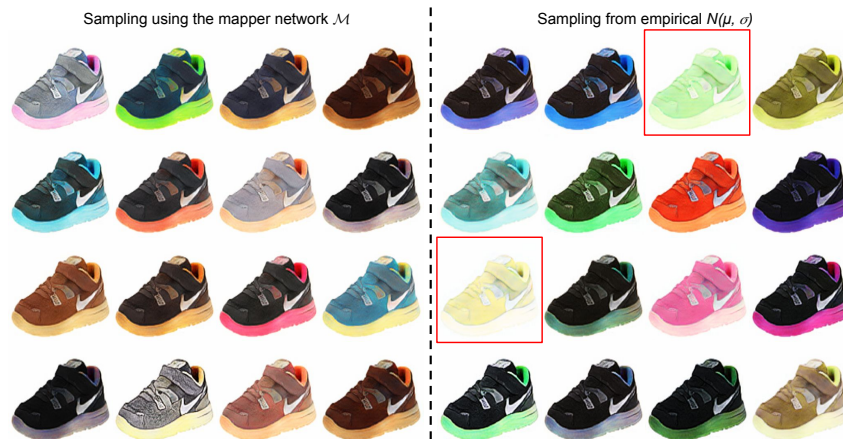 Sampling using the mapper network ℳ
Sampling from empirical N(μ, σ)